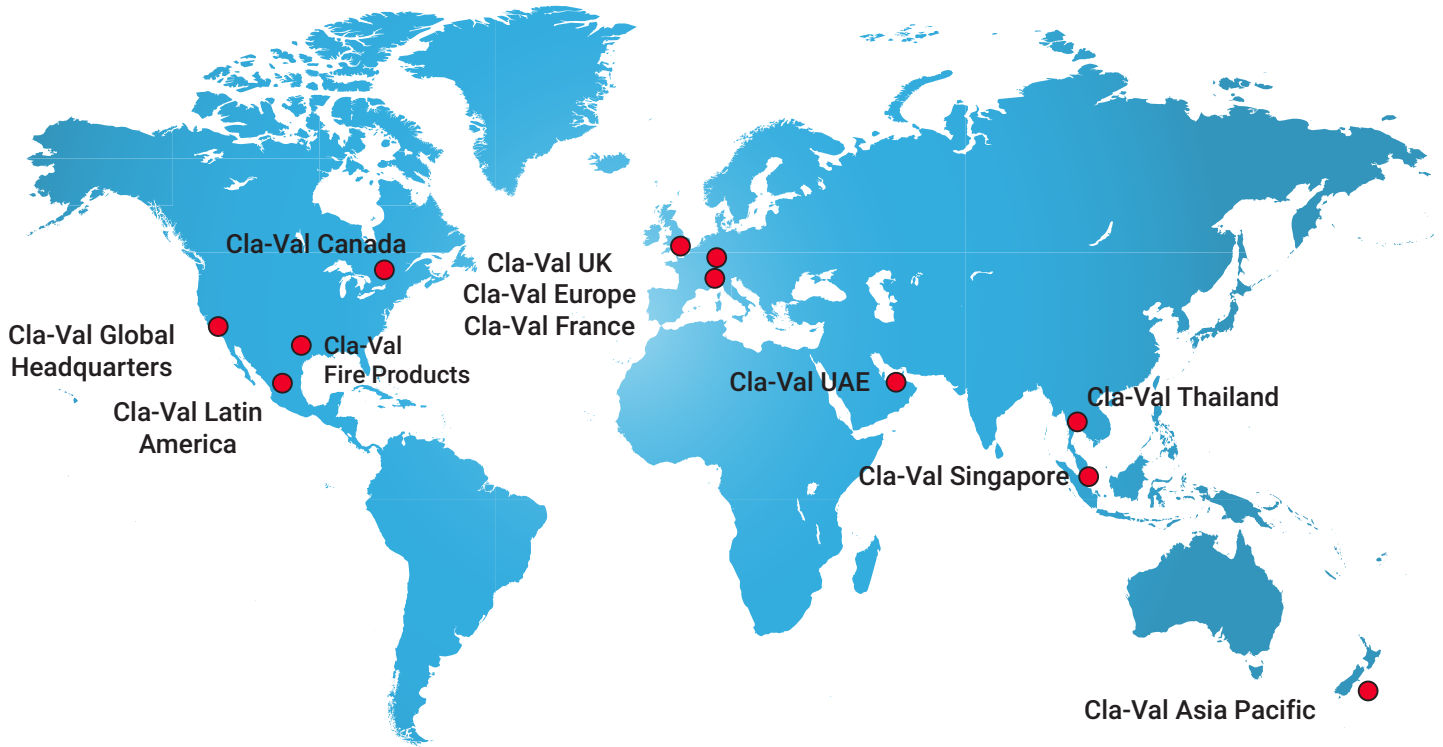 Cla-Val Canada
Cla-Val UK
Cla-Val Europe
Cla-Val France
Cla-Val Global
Headquarters
Cla-Val
Fire Products
Cla-Val Latin
America
Cla-Val UAE
Cla-Val Thailand
Cla-Val Singapore
Cla-Val Asia Pacific